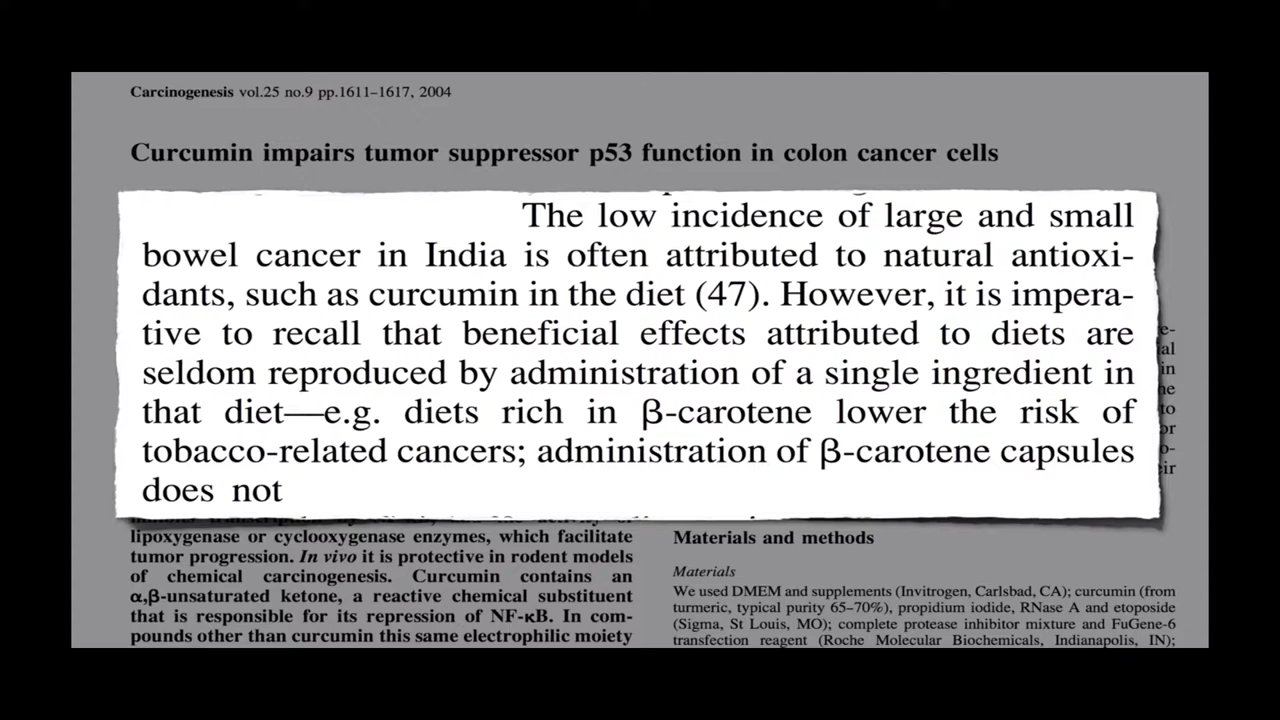 Carcinogenesis vol.25 no.9 pp.1611–1617, 2004
Curcumin impairs tumor suppressor p53 function in colon cancer cells
The low incidence of large and small
bowel cancer in India is often attributed to natural antioxi-
dants, such as curcumin in the diet (47). However, it is impera-
tive to recall that beneficial effects attributed to diets are
seldom reproduced by administration of a single ingredient in
that diet—e.g. diets rich in β-carotene lower the risk of
tobacco-related cancers; administration of β-carotene capsules
does not
lipoxygenase or cyclooxygenase enzymes, which facilitate
tumor progression. In vivo it is protective in rodent models
of chemical carcinogenesis. Curcumin contains an
α,β-unsaturated ketone, a reactive chemical substituent
that is responsible for its repression of NF-κB. In com-
pounds other than curcumin this same electrophilic moiety
Materials and methods
Materials
We used DMEM and supplements (Invitrogen, Carlsbad, CA); curcumin (from
turmeric, typical purity 65–70%), propidium iodide, RNase A and etoposide
(Sigma, St Louis, MO); complete protease inhibitor mixture and FuGene-6
transfection reagent (Roche Molecular Biochemicals, Indianapolis, IN);